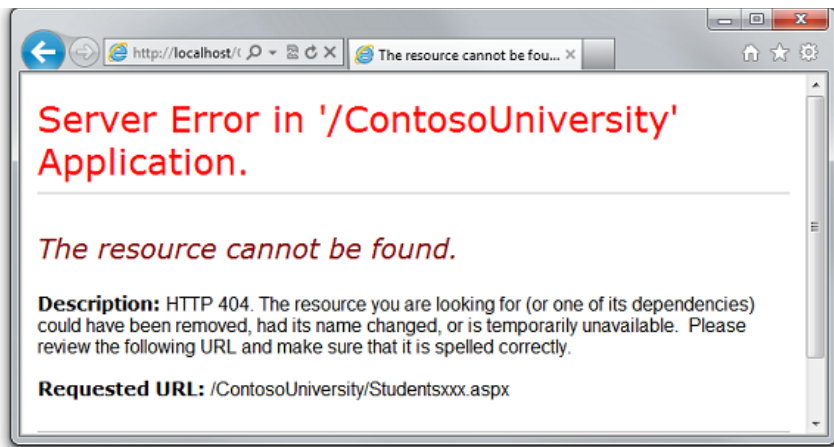 http://localhost/(
The resource cannot be fou...
Server Error in '/ContosoUniversity'
Application.
The resource cannot be found.
Description: HTTP 404. The resource you are looking for (or one of its dependencies)
could have been removed, had its name changed, or is temporarily unavailable.  Please
review the following URL and make sure that it is spelled correctly.
Requested URL: /ContosoUniversity/Studentsxxx.aspx